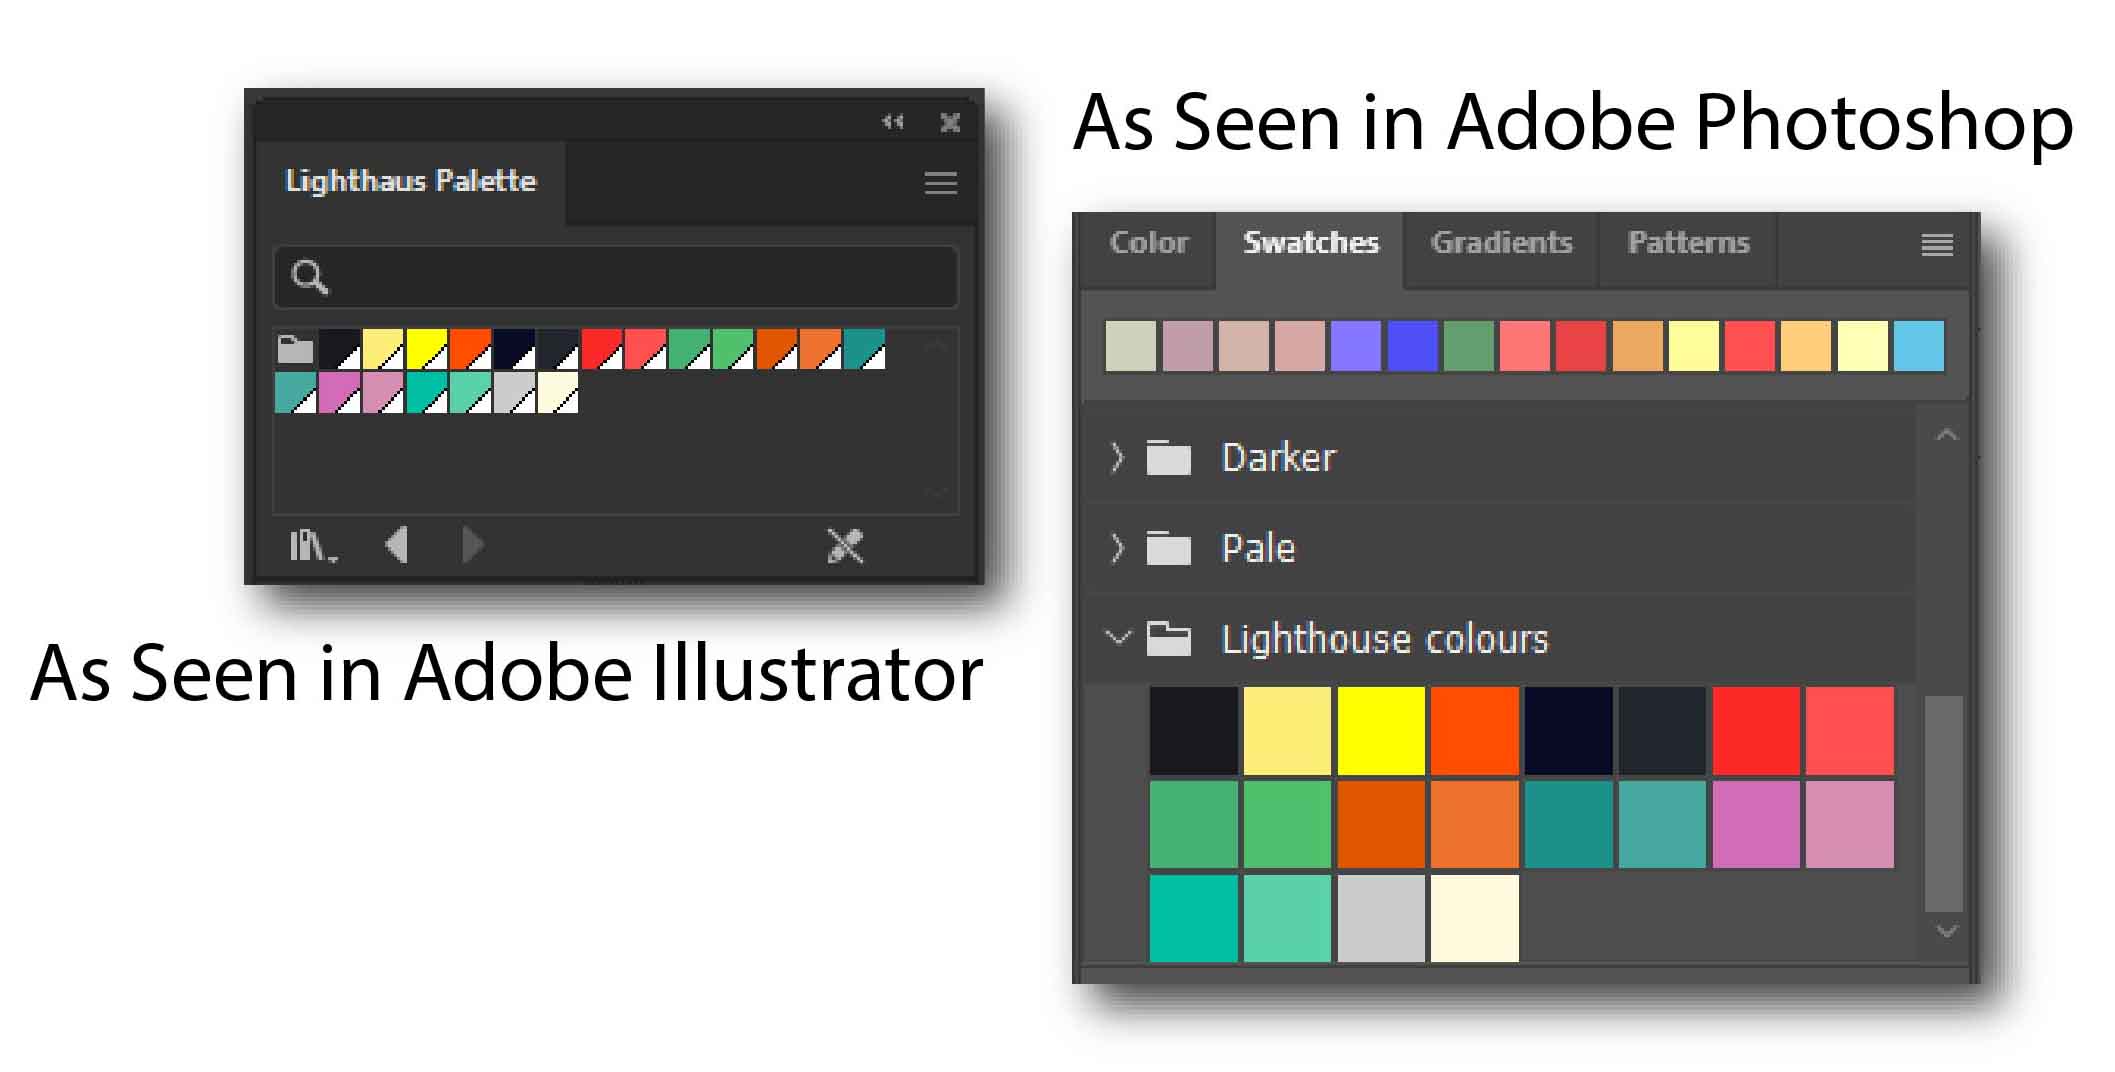 Lighthaus Palette
As Seen in Adobe Illustrator
As Seen in Adobe Photoshop
Color Swatches Gradients Patterns
Darker
Pale
Lighthouse colours